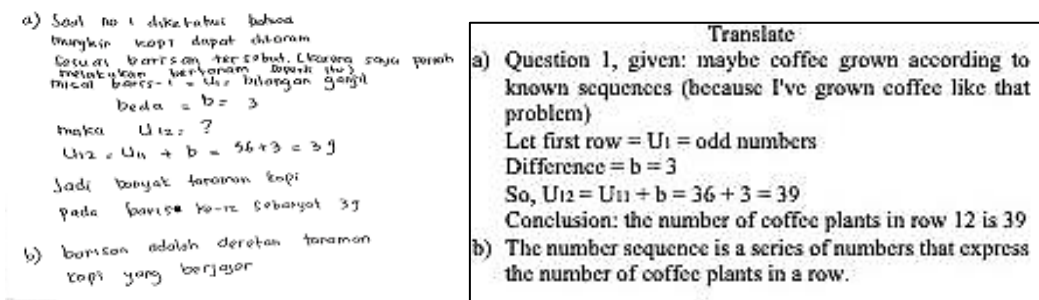 a) Soal no 1 diketahui bahwa
mungkin kopi dapat ditanam
sesuai barisan tersebut. (karena saya pernah
melakukan bertanam seperti itu)
misal baris-1 = U1 = bilangan ganjil
beda = b = 3
maka U12 = ?
U12 = U11 + b = 36 + 3 = 39
Jadi banyak tanaman kopi
pada baris ke-12 sebanyak 39
b) barisan adalah deretan tanaman
kopi yang berjajar
Translate
a) Question 1, given: maybe coffee grown according to
known sequences (because I've grown coffee like that
problem)
Let first row = U1 = odd numbers
Difference = b = 3
So, U12 = U11 + b = 36 + 3 = 39
Conclusion: the number of coffee plants in row 12 is 39
b) The number sequence is a series of numbers that express
the number of coffee plants in a row.